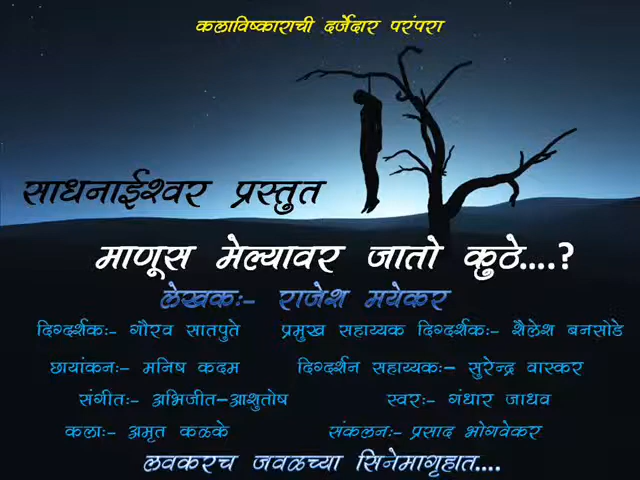 कलाविष्काराची दर्जेदार परंपरा
साधनाईश्वर प्रस्तुत
माणूस मेल्यावर जातो कुठे....?
लेखकः- राजेश मयेकर
दिग्दर्शकः- गौरव सातपुते प्रमुख सहाय्यक दिग्दर्शकः- शैलेश बनसोडे
छायांकनः- मनिष कदम दिग्दर्शन सहाय्यकः- सुरेन्द्र वास्कर
संगीतः- अभिजीत-आशुतोष स्वरः- गंधार जाधव
कलाः- अमृत कळके संकलनः- प्रसाद भोगवेकर
लवकरच जवळच्या सिनेमागृहात....